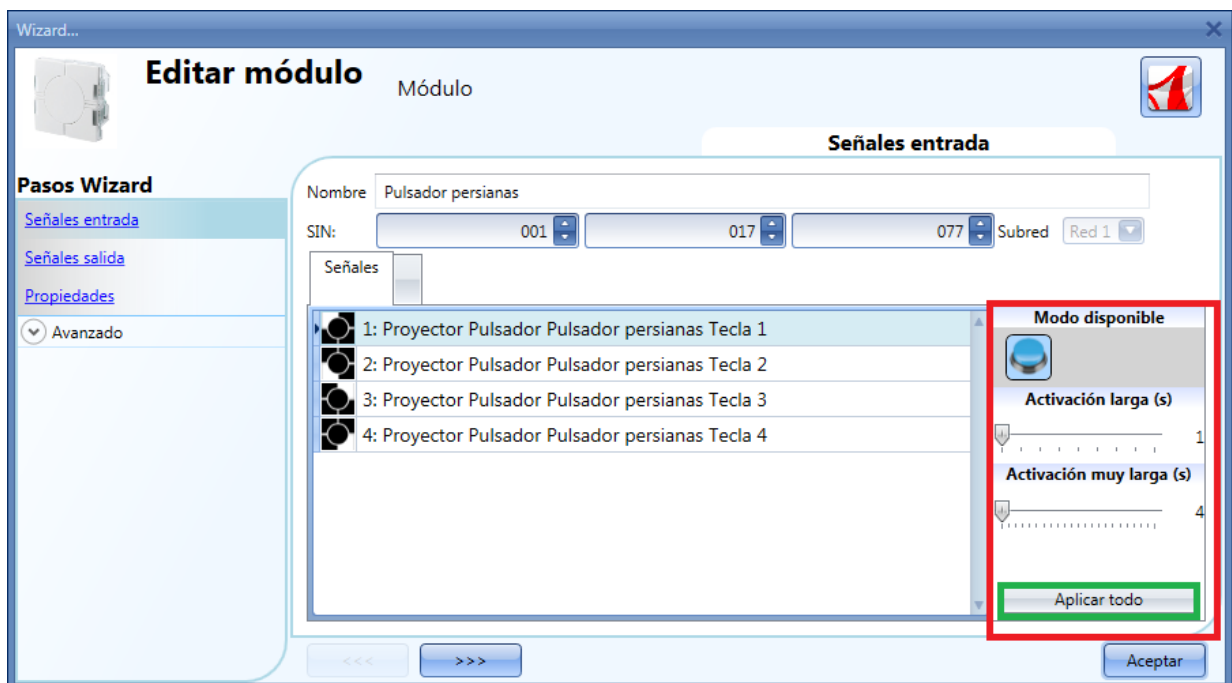 Wizard...
Editar módulo
Módulo
Señales entrada
Pasos Wizard
Señales entrada
Señales salida
Propiedades
Avanzado
Nombre Pulsador persianas
SIN: 001 017 077 Subred Red 1
Señales
1: Proyector Pulsador Pulsador persianas Tecla 1
2: Proyector Pulsador Pulsador persianas Tecla 2
3: Proyector Pulsador Pulsador persianas Tecla 3
4: Proyector Pulsador Pulsador persianas Tecla 4
Modo disponible
Activación larga (s)
1
Activación muy larga (s)
4
Aplicar todo
<<< >>> Aceptar